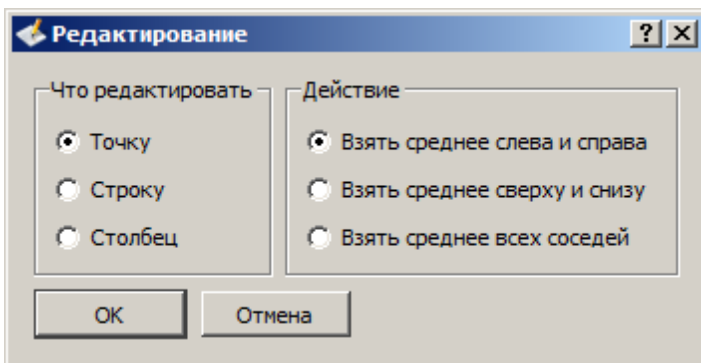 Редактирование
Что редактировать
Точку
Строку
Столбец
Действие
Взять среднее слева и справа
Взять среднее сверху и снизу
Взять среднее всех соседей
OK
Отмена